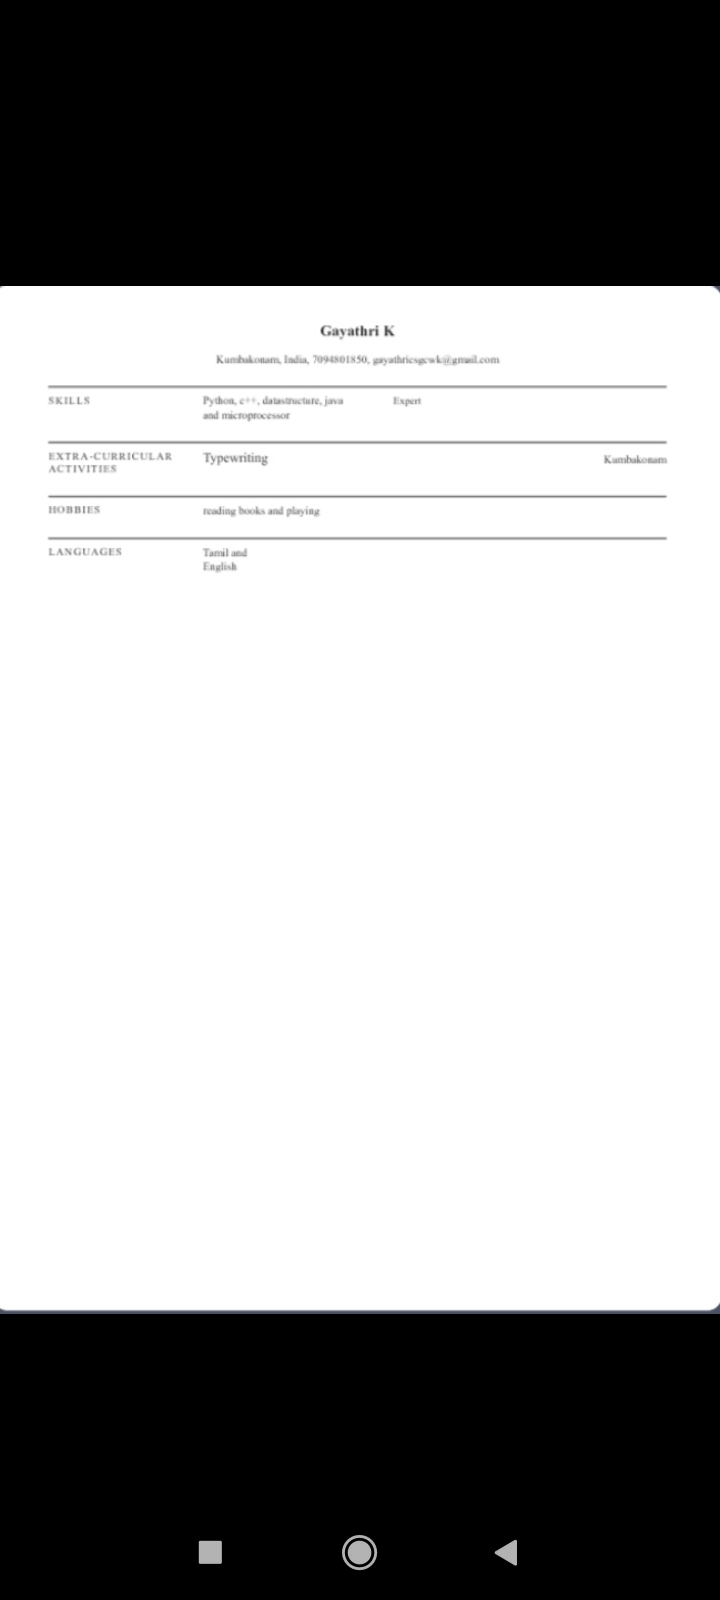 Gayathri K
Kumbakonam, India, 7094801850, gayathricsgcwk@gmail.com
SKILLS
Python, c++, datastructure, java
and microprocessor
Expert
EXTRA-CURRICULAR
ACTIVITIES
Typewriting
Kumbakonam
HOBBIES
reading books and playing
LANGUAGES
Tamil and
English